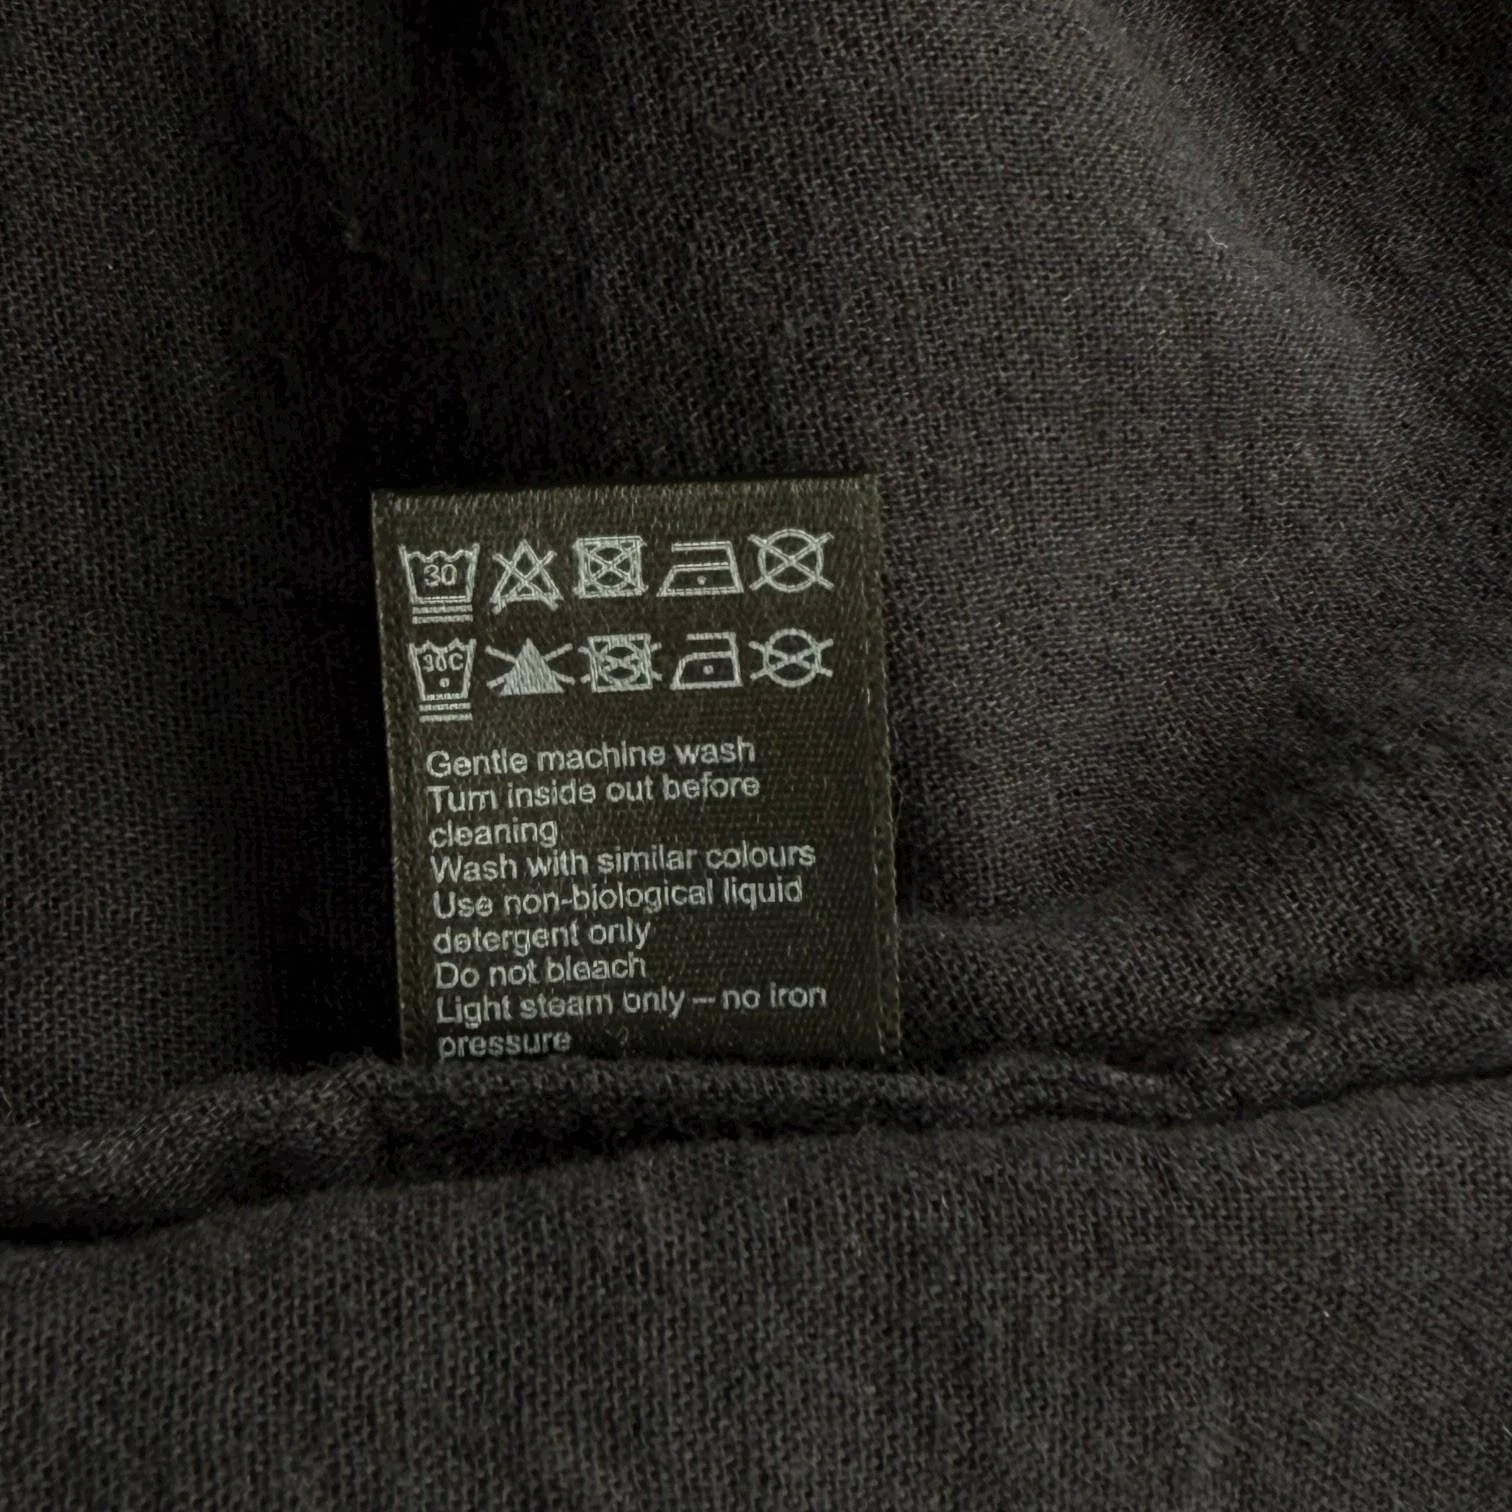 30
30C
Gentle machine wash
Turn inside out before
cleaning
Wash with similar colours
Use non-biological liquid
detergent only
Do not bleach
Light steam only – no iron
pressure